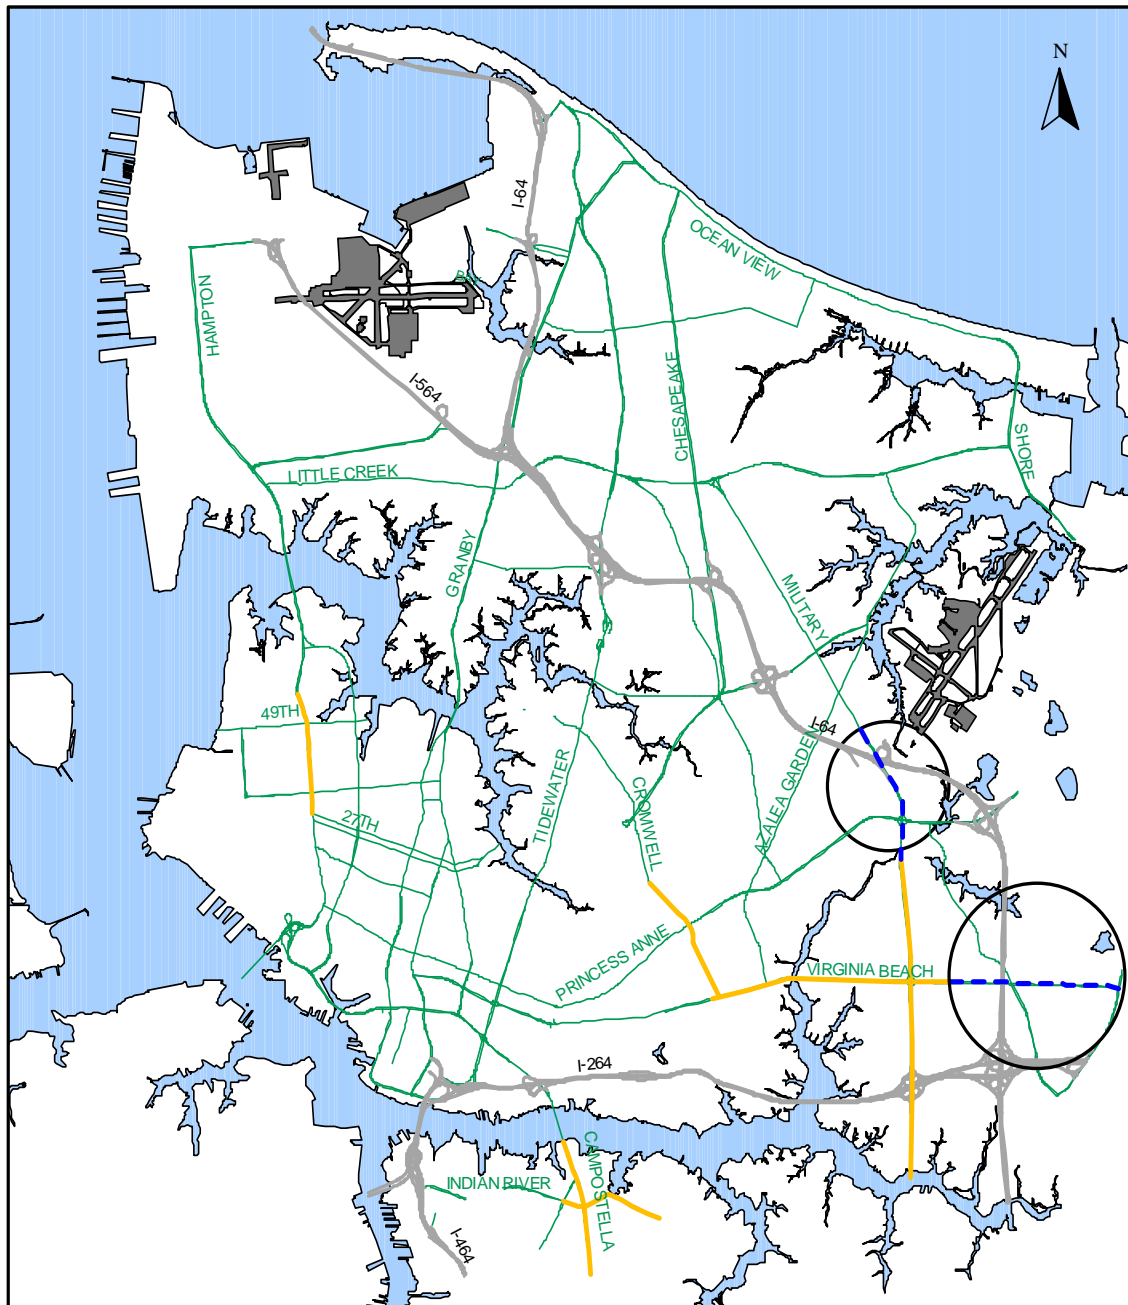 N
I-64
OCEAN VIEW
HAMPTON
I-564
CHESAPEAKE
LITTLE CREEK
SHORE
GRANBY
MILITARY
49TH
I-64
AZALEA GARDEN
TIDEWATER
CROMWELL
27TH
PRINCESS ANNE
VIRGINIA BEACH
I-264
CAMPOSTELLA
INDIAN RIVER
I-464